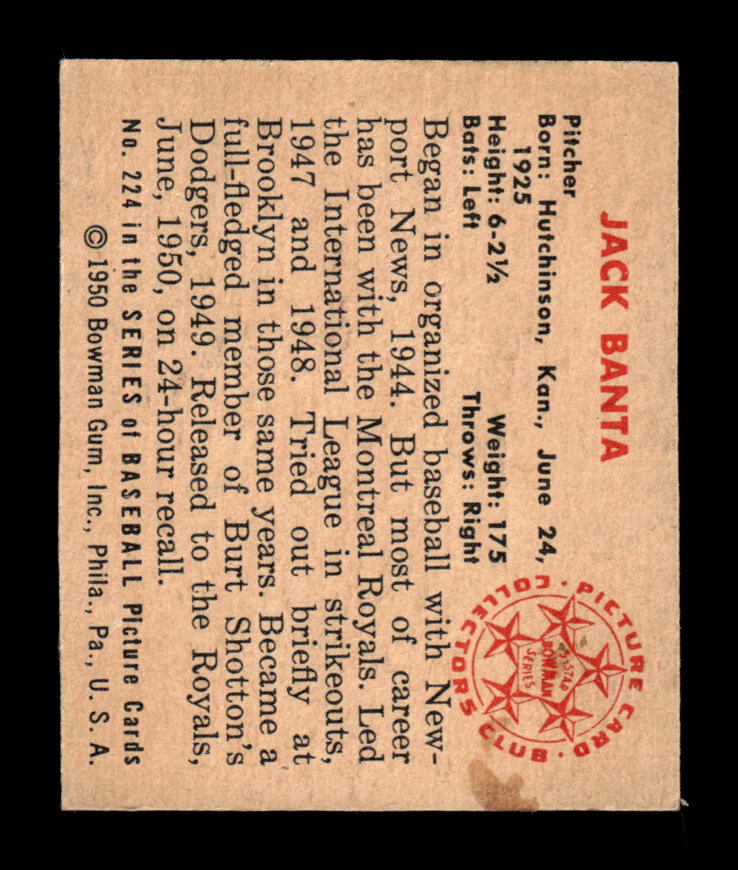 JACK BANTA
Pitcher
Born: Hutchinson, Kan., June 24,
1925
Height: 6-2½ Weight: 175
Bats: Left Throws: Right
Began in organized baseball with New-
port News, 1944. But most of career
has been with the Montreal Royals. Led
the International League in strikeouts,
1947 and 1948. Tried out briefly at
Brooklyn in those same years. Became a
full-fledged member of Burt Shotton's
Dodgers, 1949. Released to the Royals,
June, 1950, on 24-hour recall.
No. 224 in the SERIES of BASEBALL Picture Cards
© 1950 Bowman Gum, Inc., Phila., Pa., U. S. A.
· PICTURE CARD ·
COLLECTORS CLUB
5-STAR
BOWMAN
SERIES